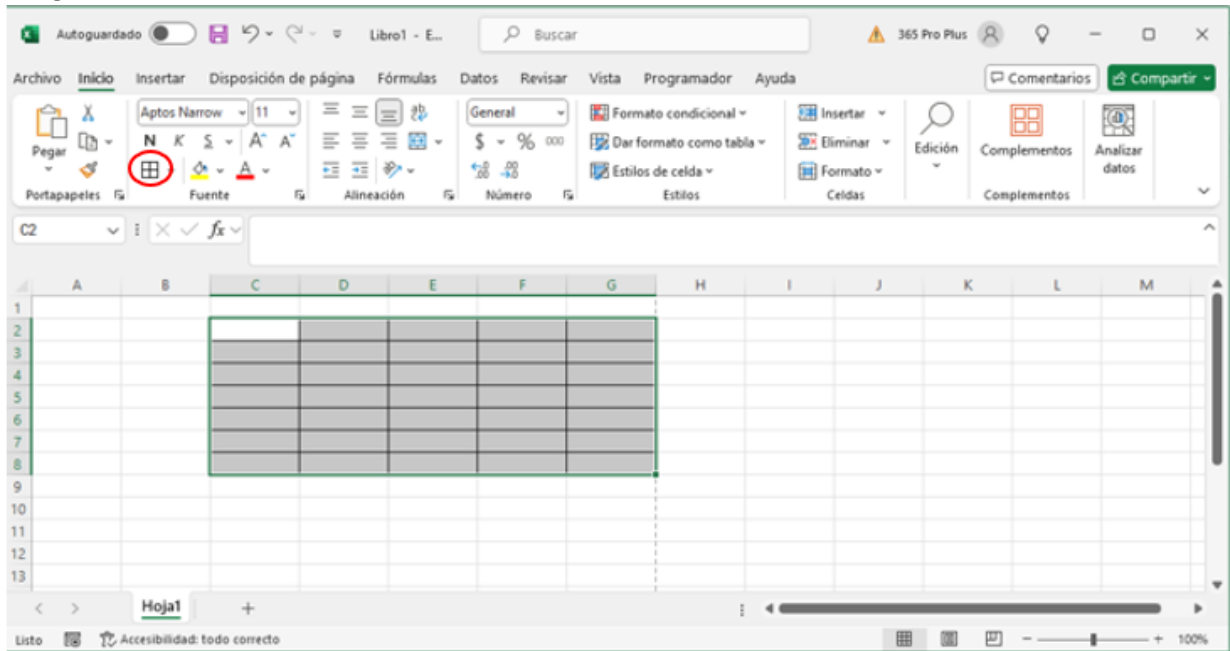 Autoguardado Libro1 - E... Buscar 365 Pro Plus
Archivo Inicio Insertar Disposición de página Fórmulas Datos Revisar Vista Programador Ayuda Comentarios Compartir
Pegar Aptos Narrow 11 General Formato condicional Insertar Edición Complementos Analizar datos
N K S A A ab $ % 000 Dar formato como tabla Eliminar
A Estilos de celda Formato
Portapapeles Fuente Alineación Número Estilos Celdas Complementos
C2 fx
A B C D E F G H I J K L M
1
2
3
4
5
6
7
8
9
10
11
12
13
Hoja1 +
Listo Accesibilidad: todo correcto - + 100%